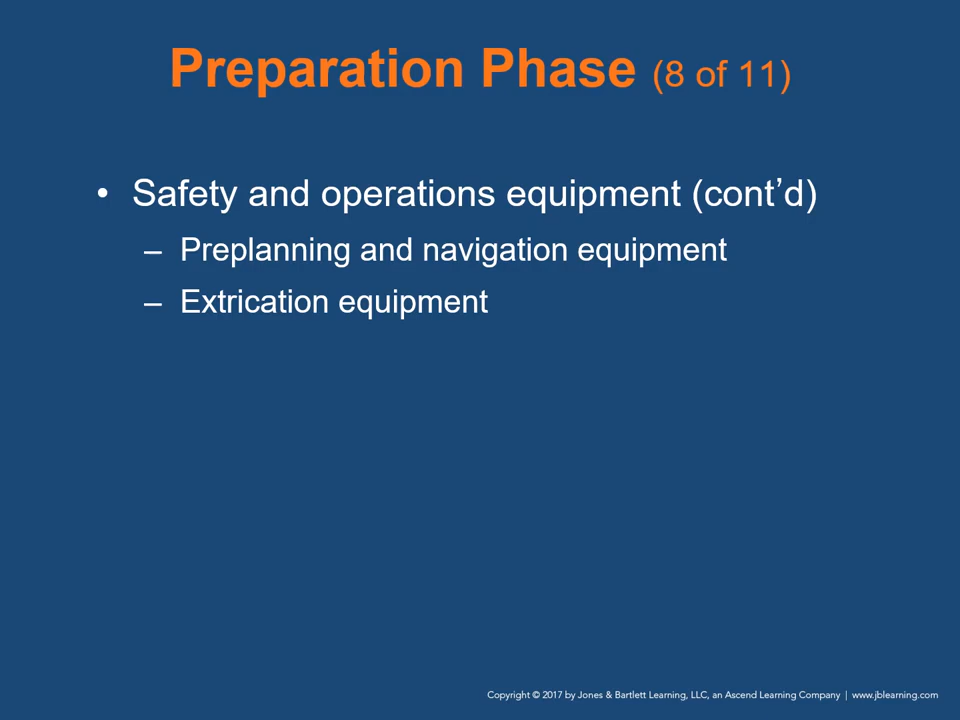 Preparation Phase (8 of 11)
• Safety and operations equipment (cont’d)
– Preplanning and navigation equipment
– Extrication equipment
Copyright © 2017 by Jones & Bartlett Learning, LLC, an Ascend Learning Company | www.jblearning.com